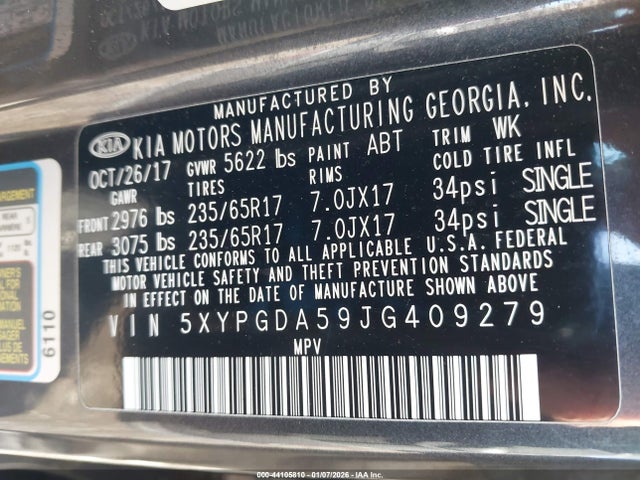 MANUFACTURED BY
KIA KIA MOTORS MANUFACTURING GEORGIA, INC.
OCT/26/17 GVWR 5622 lbs PAINT ABT TRIM WK
GAWR TIRES RIMS COLD TIRE INFL
FRONT 2976 lbs 235/65R17 7.0JX17 34psi SINGLE
REAR 3075 lbs 235/65R17 7.0JX17 34psi SINGLE
THIS VEHICLE CONFORMS TO ALL APPLICABLE U.S.A. FEDERAL
MOTOR VEHICLE SAFETY AND THEFT PREVENTION STANDARDS
IN EFFECT ON THE DATE OF MANUFACTURE SHOWN ABOVE
VIN 5XYPGDA59JG409279
MPV
6110
000-44105810 - 01/07/2026 - IAA Inc.